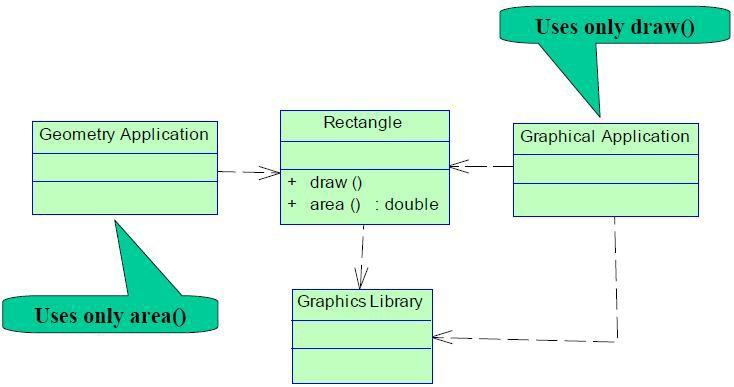 Uses only draw()
Geometry Application
Rectangle
+ draw ()
+ area () : double
Graphical Application
Uses only area()
Graphics Library